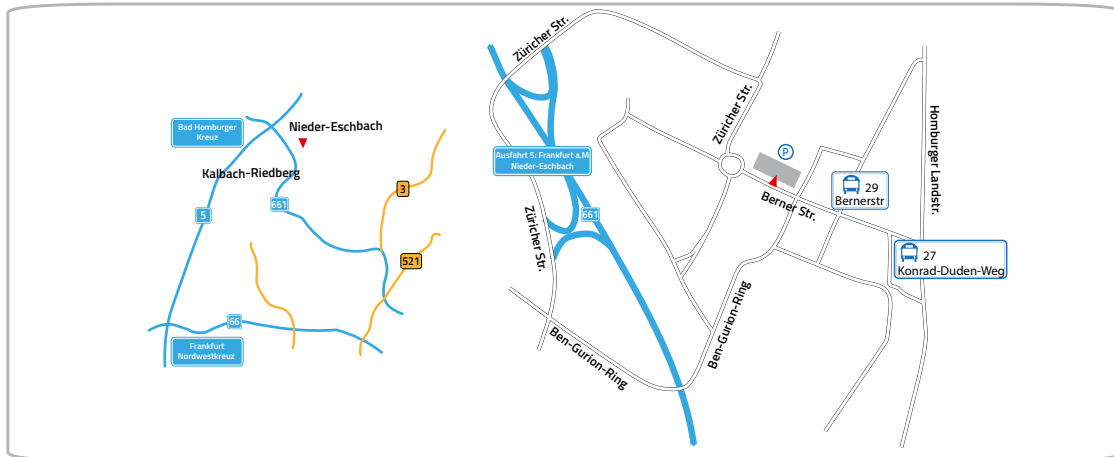 Bad Homburger
Kreuz
Nieder-Eschbach
Kalbach-Riedberg
3
5
661
521
66
Frankfurt
Nordwestkreuz
Züricher Str.
Ausfahrt 5: Frankfurt a.M
Nieder-Eschbach
661
Züricher Str.
Züricher Str.
P
Berner Str.
29
Bernerstr
Homburger Landstr.
27
Konrad-Duden-Weg
Ben-Gurion-Ring
Ben-Gurion-Ring